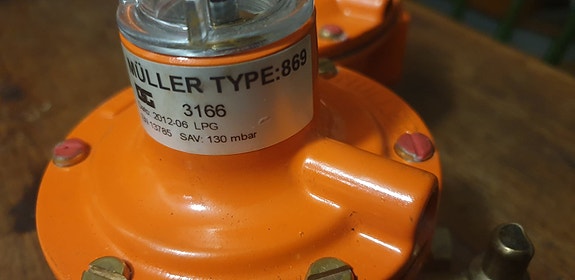 MÜLLER TYPE:869
3166
2012-06 LPG
13785 SAV: 130 mbar